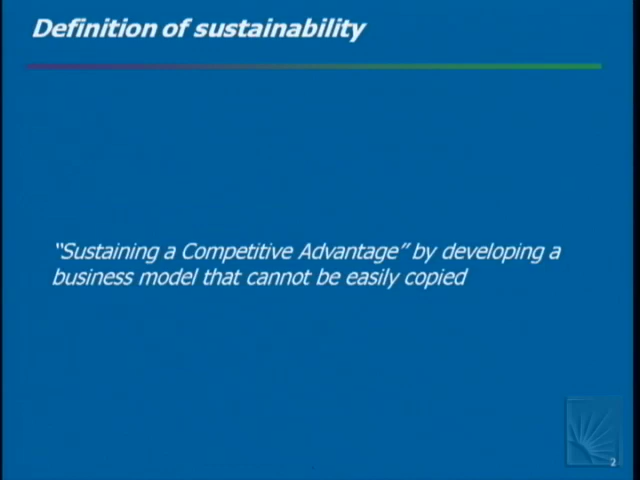 Definition of sustainability
“Sustaining a Competitive Advantage” by developing a
business model that cannot be easily copied
2